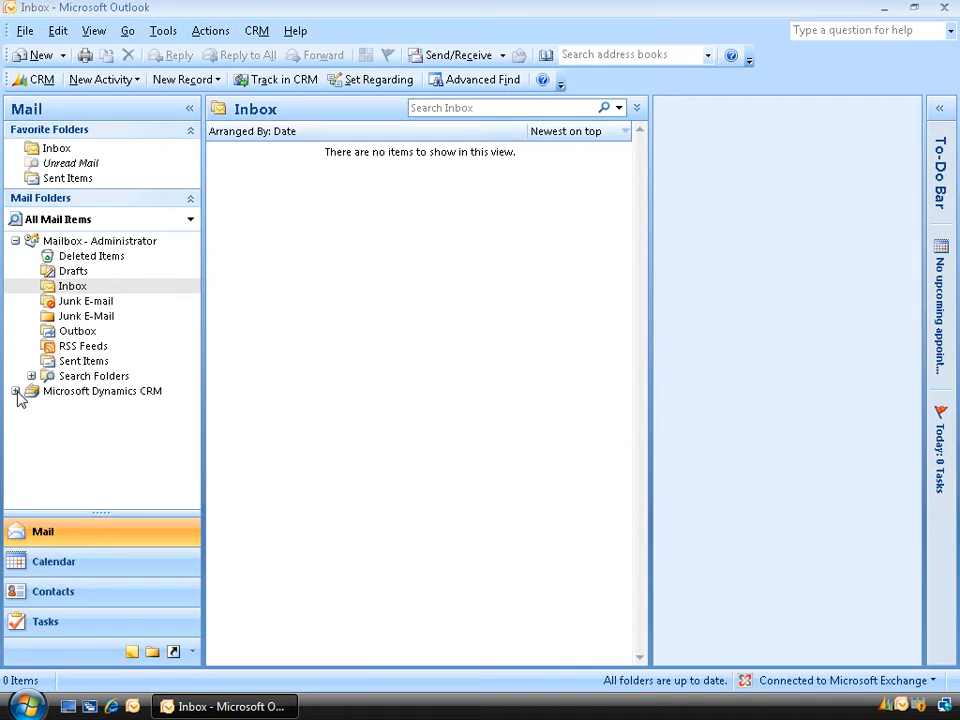 Inbox - Microsoft Outlook
File Edit View Go Tools Actions CRM Help Type a question for help
New Reply Reply to All Forward Send/Receive Search address books
CRM New Activity New Record Track in CRM Set Regarding Advanced Find
Mail
Favorite Folders
Inbox
Unread Mail
Sent Items
Mail Folders
All Mail Items
Mailbox - Administrator
Deleted Items
Drafts
Inbox
Junk E-mail
Junk E-Mail
Outbox
RSS Feeds
Sent Items
Search Folders
Microsoft Dynamics CRM
Mail
Calendar
Contacts
Tasks
Inbox Search Inbox
Arranged By: Date Newest on top
There are no items to show in this view.
To-Do Bar
No upcoming appoint...
Today: 0 Tasks
0 Items All folders are up to date. Connected to Microsoft Exchange
Inbox - Microsoft O...